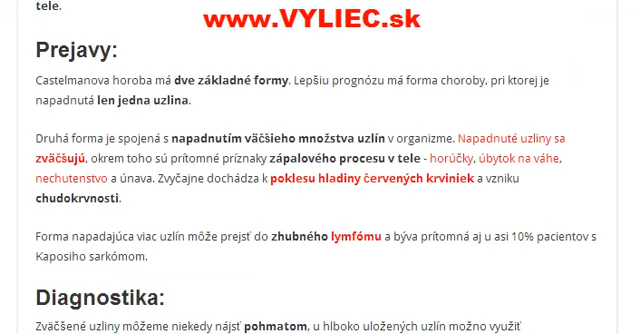 tele.
www.VYLIEC.sk
Prejavy:
Castelmanova horoba má dve základné formy. Lepšiu prognózu má forma choroby, pri ktorej je
napadnutá len jedna uzlina.
Druhá forma je spojená s napadnutím väčšieho množstva uzlín v organizme. Napadnuté uzliny sa
zväčšujú, okrem toho sú prítomné príznaky zápalového procesu v tele - horúčky, úbytok na váhe,
nechutenstvo a únava. Zvyčajne dochádza k poklesu hladiny červených krviniek a vzniku
chudokrvnosti.
Forma napadajúca viac uzlín môže prejsť do zhubného lymfómu a býva prítomná aj u asi 10% pacientov s
Kaposiho sarkómom.
Diagnostika:
Zväčšené uzliny môžeme niekedy nájsť pohmatom, u hlboko uložených uzlín možno využiť